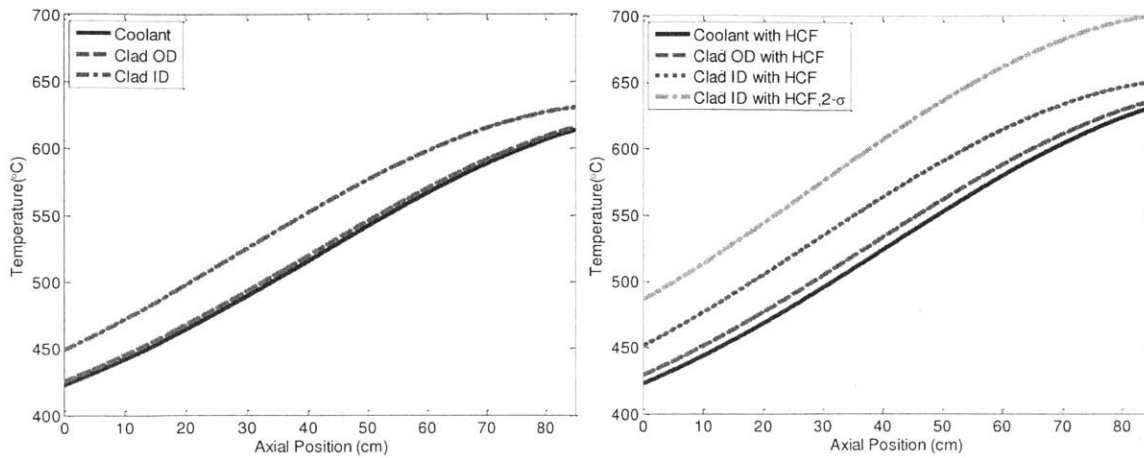 700
650
600
550
500
450
400
Temperature(°C)
Coolant
Clad OD
Clad ID
0 10 20 30 40 50 60 70 80
Axial Position (cm)
700
650
600
550
500
450
400
Temperature(°C)
Coolant with HCF
Clad OD with HCF
Clad ID with HCF
Clad ID with HCF,2-σ
0 10 20 30 40 50 60 70 80
Axial Position (cm)